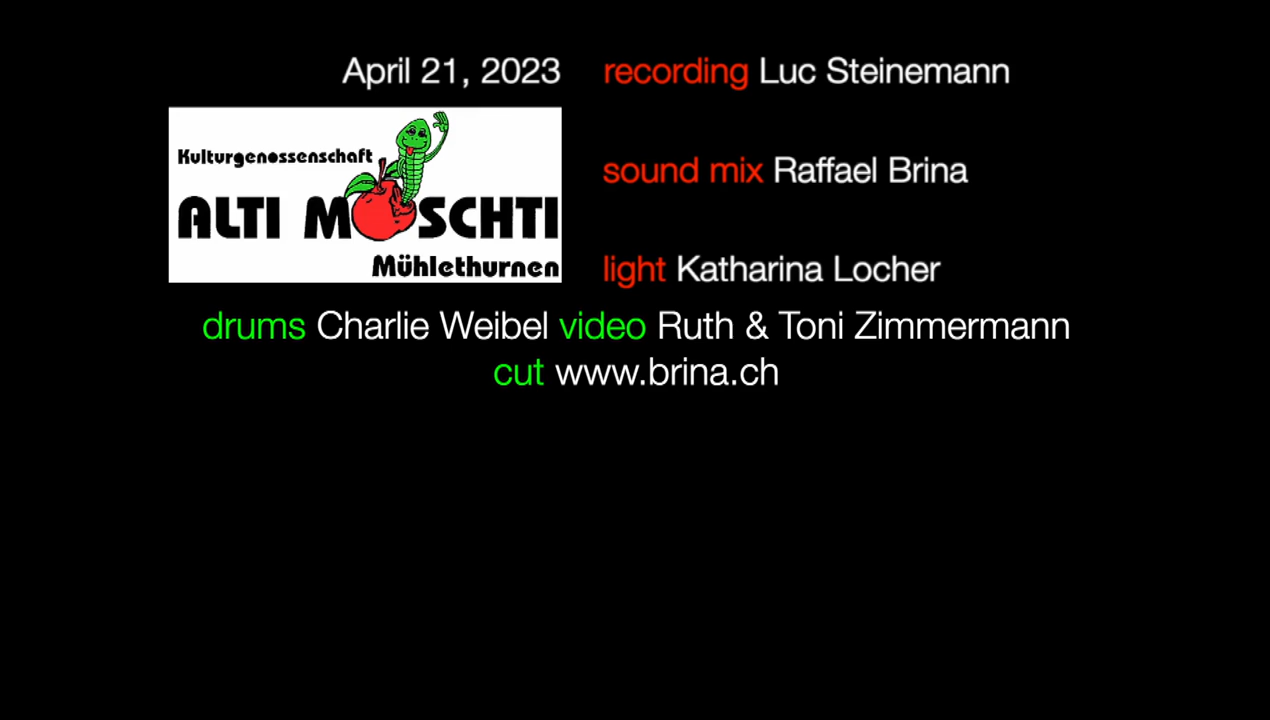 April 21, 2023
Kulturgenossenschaft
ALTI MOSCHTI
Mühlethurnen
recording Luc Steinemann
sound mix Raffael Brina
light Katharina Locher
drums Charlie Weibel video Ruth & Toni Zimmermann
cut www.brina.ch